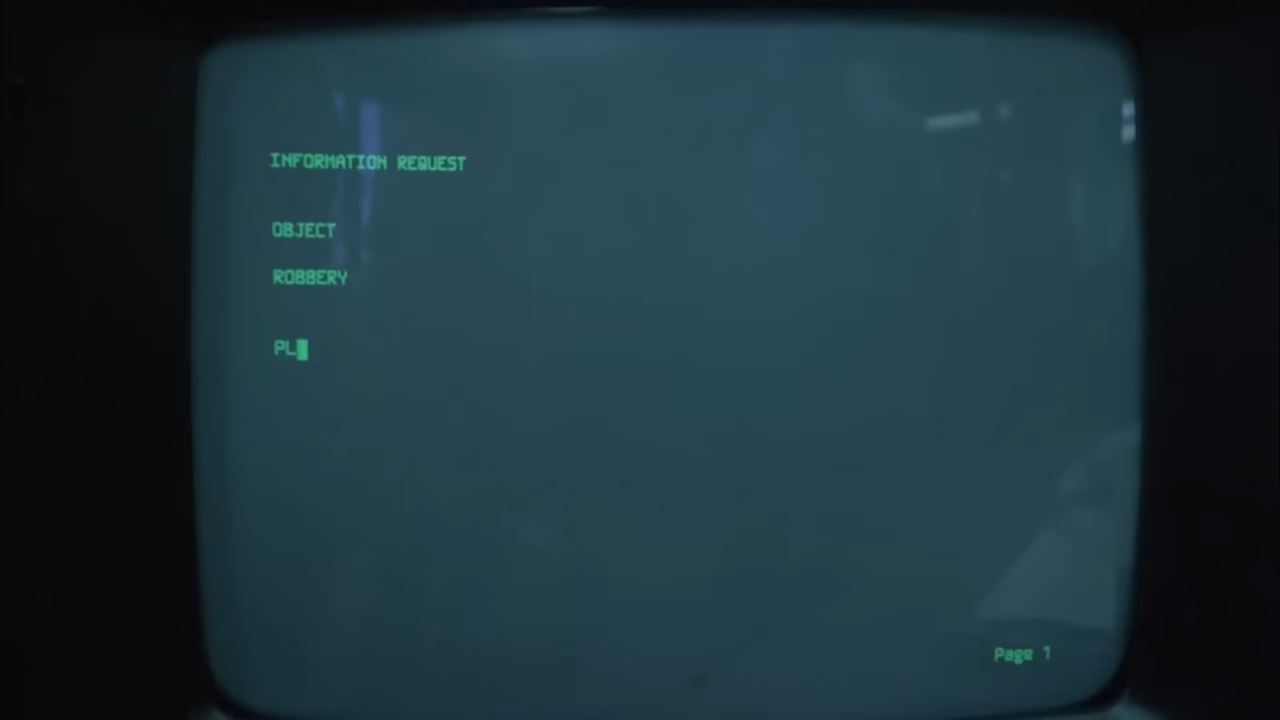 INFORMATION REQUEST
OBJECT
ROBBERY
PL
Page 1